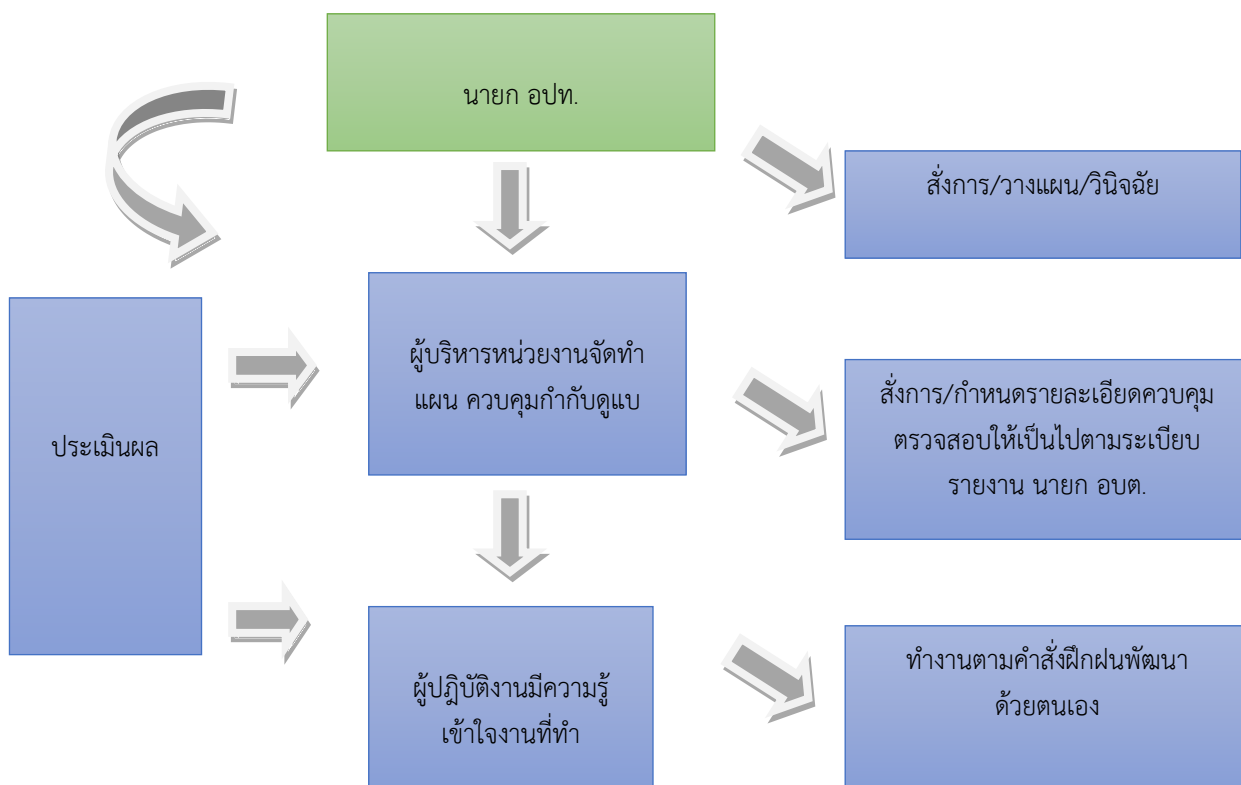 นายก อปท.
สั่งการ/วางแผน/วินิจฉัย
ผู้บริหารหน่วยงานจัดทำ
แผน ควบคุมกำกับดูแบ
สั่งการ/กำหนดรายละเอียดควบคุม
ตรวจสอบให้เป็นไปตามระเบียบ
รายงาน นายก อบต.
ประเมินผล
ผู้ปฎิบัติงานมีความรู้
เข้าใจงานที่ทำ
ทำงานตามคำสั่งฝึกฝนพัฒนา
ด้วยตนเอง